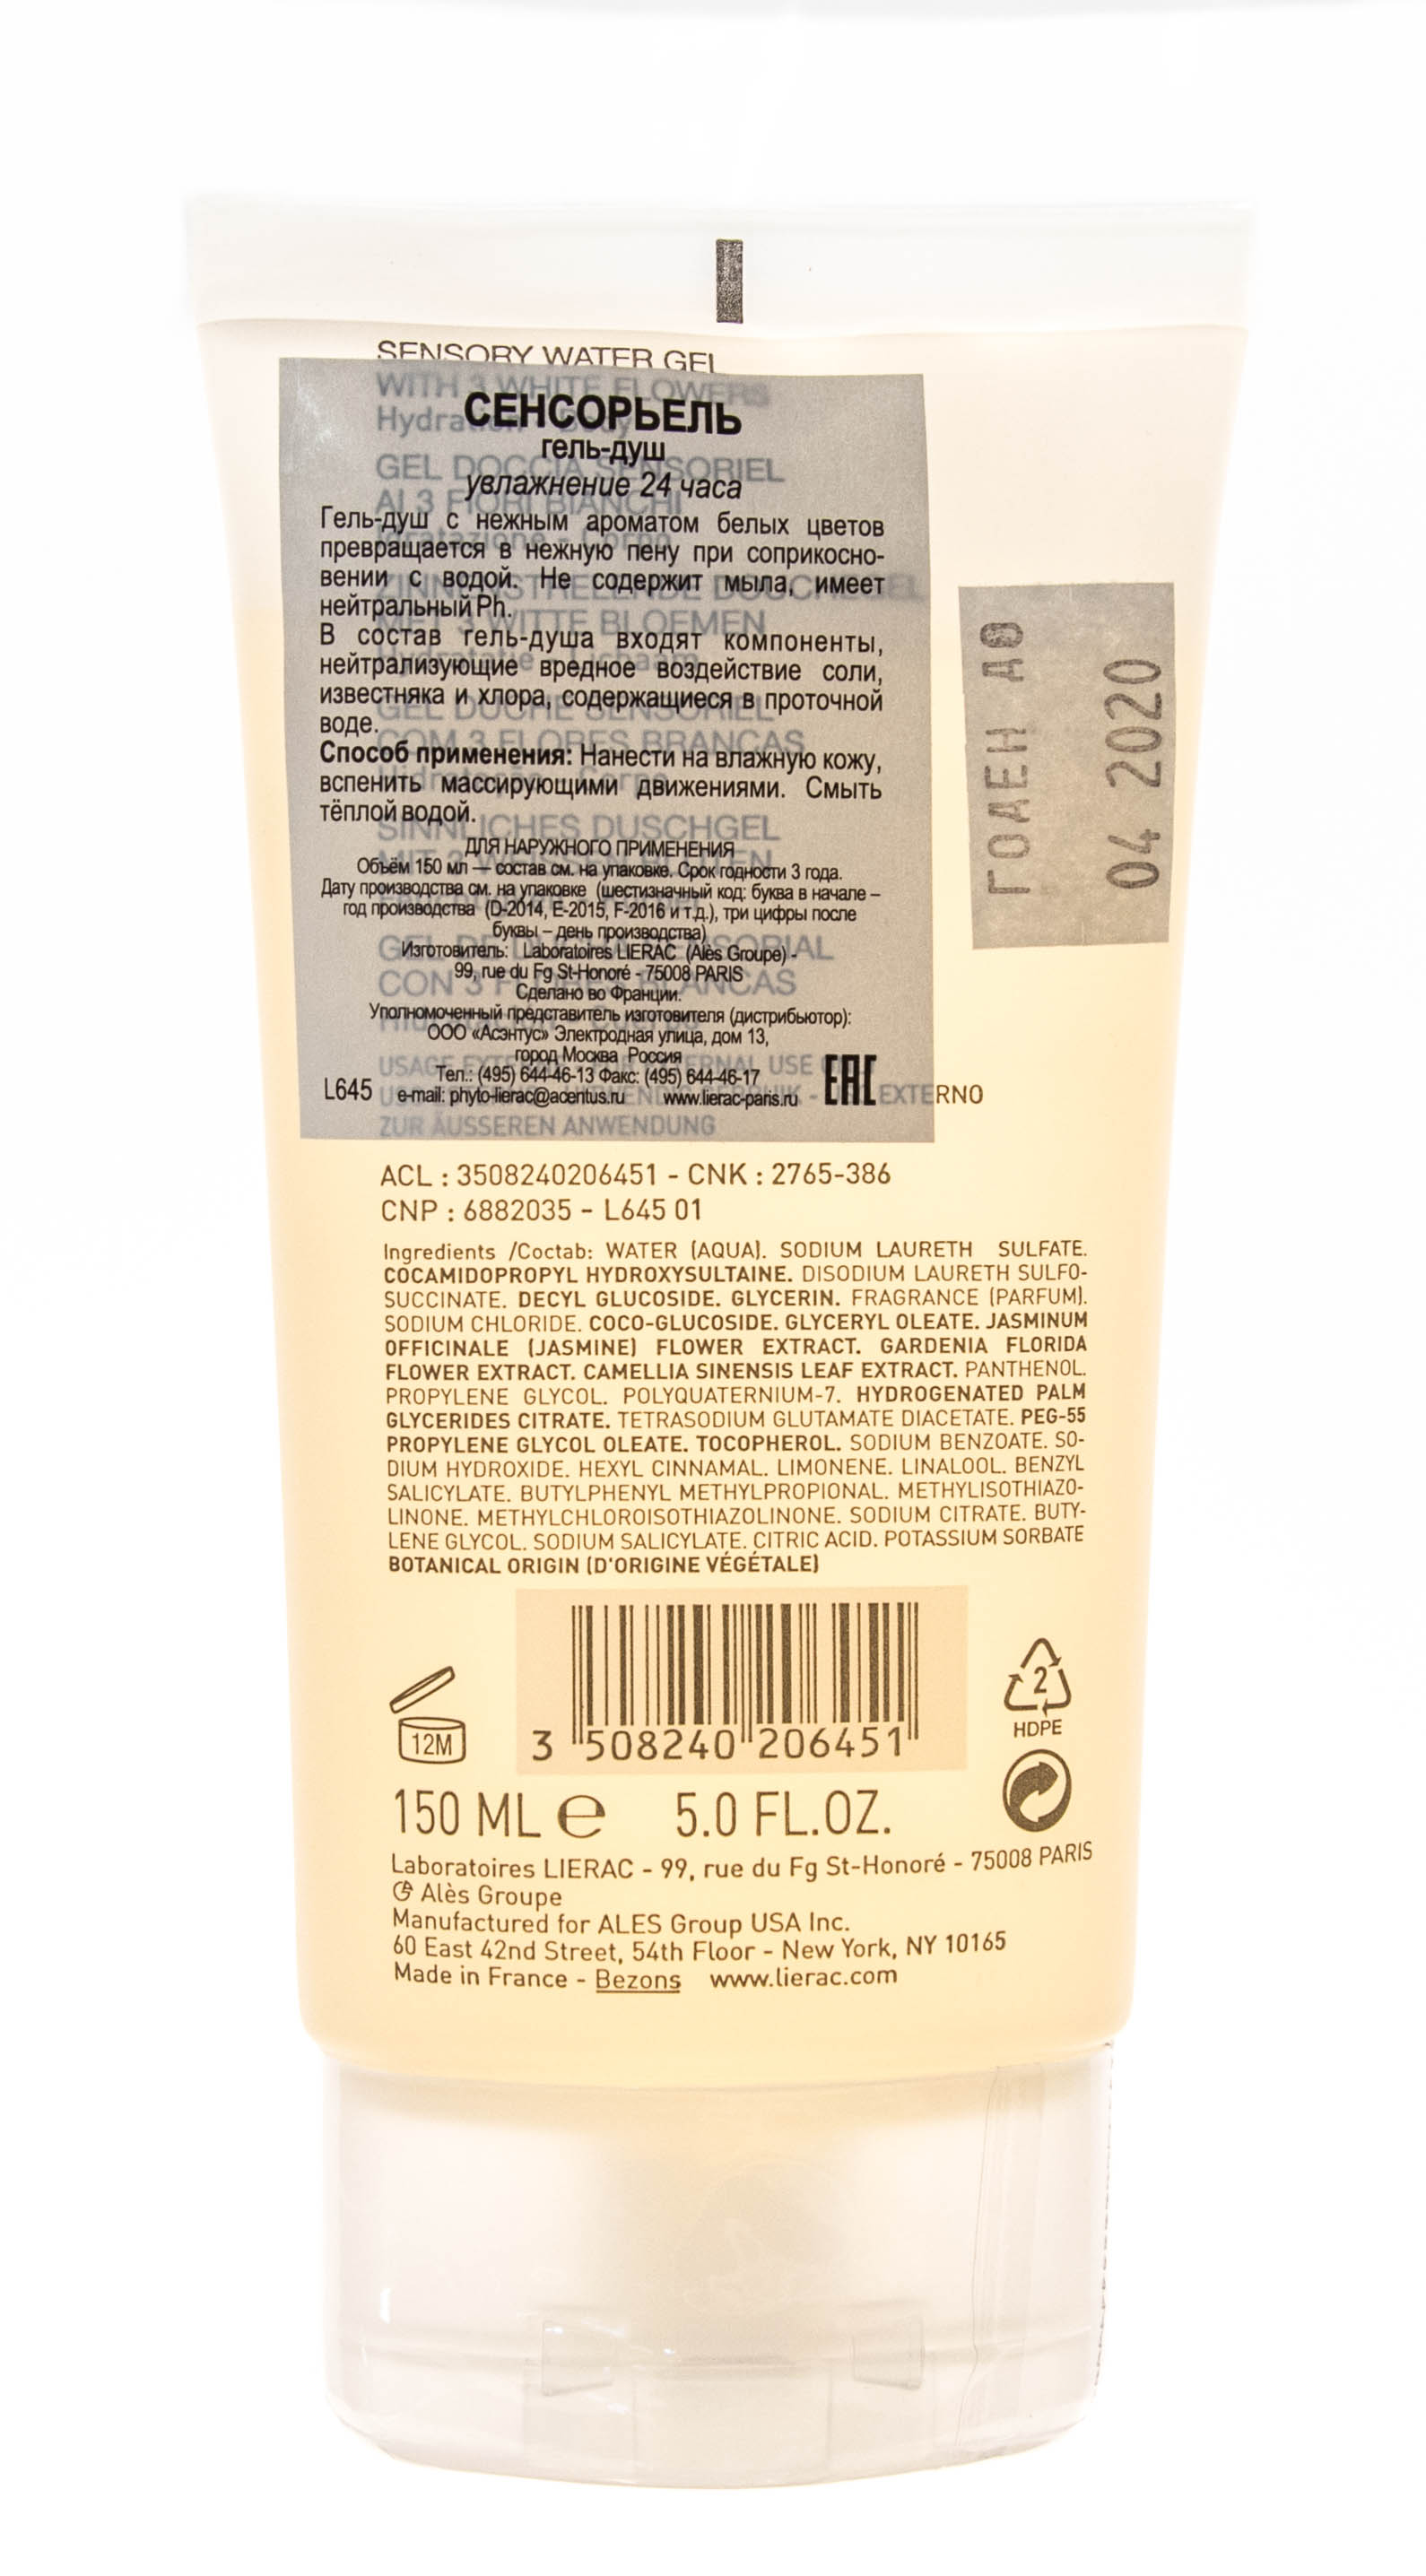 SENSORY WATER GEL
WITH 3 WHITE FLOWERS
СЕНСОРЬЕЛЬ
гель-душ
увлажнение 24 часа
Гель-душ с нежным ароматом белых цветов
превращается в нежную пену при соприкосно-
вении с водой. Не содержит мыла, имеет
нейтральный Ph.
В состав гель-душа входят компоненты,
нейтрализующие вредное воздействие соли,
известняка и хлора, содержащиеся в проточной
воде.
Способ применения: Нанести на влажную кожу,
вспенить массирующими движениями. Смыть
тёплой водой.
ДЛЯ НАРУЖНОГО ПРИМЕНЕНИЯ
Объём 150 мл — состав см. на упаковке. Срок годности 3 года.
Дату производства см. на упаковке (шестизначный код: буква в начале –
год производства (D-2014, E-2015, F-2016 и т.д.), три цифры после
буквы – день производства)
Изготовитель: Laboratoires LIERAC (Alès Groupe) -
99, rue du Fg St-Honoré - 75008 PARIS
Сделано во Франции.
Уполномоченный представитель изготовителя (дистрибьютор):
ООО «Асэнтус» Электродная улица, дом 13,
город Москва Россия
Тел.: (495) 644-46-13 Факс: (495) 644-46-17
L645 e-mail: phyto-lierac@acentus.ru www.lierac-paris.ru EAC
EXTERNO
ZUR ÄUSSEREN ANWENDUNG
ГОДЕН ДО
04 2020
ACL : 3508240206451 - CNK : 2765-386
CNP : 6882035 - L645 01
Ingredients /Coctab: WATER (AQUA). SODIUM LAURETH SULFATE.
COCAMIDOPROPYL HYDROXYSULTAINE. DISODIUM LAURETH SULFO-
SUCCINATE. DECYL GLUCOSIDE. GLYCERIN. FRAGRANCE (PARFUM).
SODIUM CHLORIDE. COCO-GLUCOSIDE. GLYCERYL OLEATE. JASMINUM
OFFICINALE (JASMINE) FLOWER EXTRACT. GARDENIA FLORIDA
FLOWER EXTRACT. CAMELLIA SINENSIS LEAF EXTRACT. PANTHENOL.
PROPYLENE GLYCOL. POLYQUATERNIUM-7. HYDROGENATED PALM
GLYCERIDES CITRATE. TETRASODIUM GLUTAMATE DIACETATE. PEG-55
PROPYLENE GLYCOL OLEATE. TOCOPHEROL. SODIUM BENZOATE. SO-
DIUM HYDROXIDE. HEXYL CINNAMAL. LIMONENE. LINALOOL. BENZYL
SALICYLATE. BUTYLPHENYL METHYLPROPIONAL. METHYLISOTHIAZO-
LINONE. METHYLCHLOROISOTHIAZOLINONE. SODIUM CITRATE. BUTY-
LENE GLYCOL. SODIUM SALICYLATE. CITRIC ACID. POTASSIUM SORBATE
BOTANICAL ORIGIN (D'ORIGINE VÉGÉTALE)
12M
3 508240 206451
2
HDPE
150 ML e 5.0 FL.OZ.
Laboratoires LIERAC - 99, rue du Fg St-Honoré - 75008 PARIS
Alès Groupe
Manufactured for ALES Group USA Inc.
60 East 42nd Street, 54th Floor - New York, NY 10165
Made in France - Bezons www.lierac.com